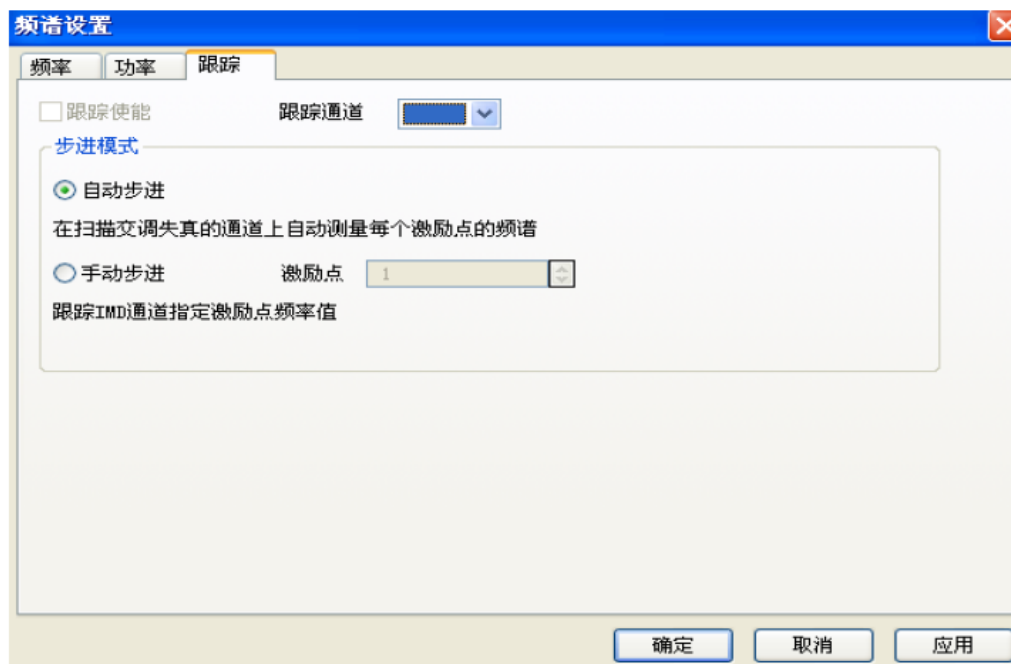 频谱设置
频率 功率 跟踪
跟踪使能 跟踪通道
步进模式
自动步进
在扫描交调失真的通道上自动测量每个激励点的频谱
手动步进 激励点 1
跟踪IMD通道指定激励点频率值
确定 取消 应用